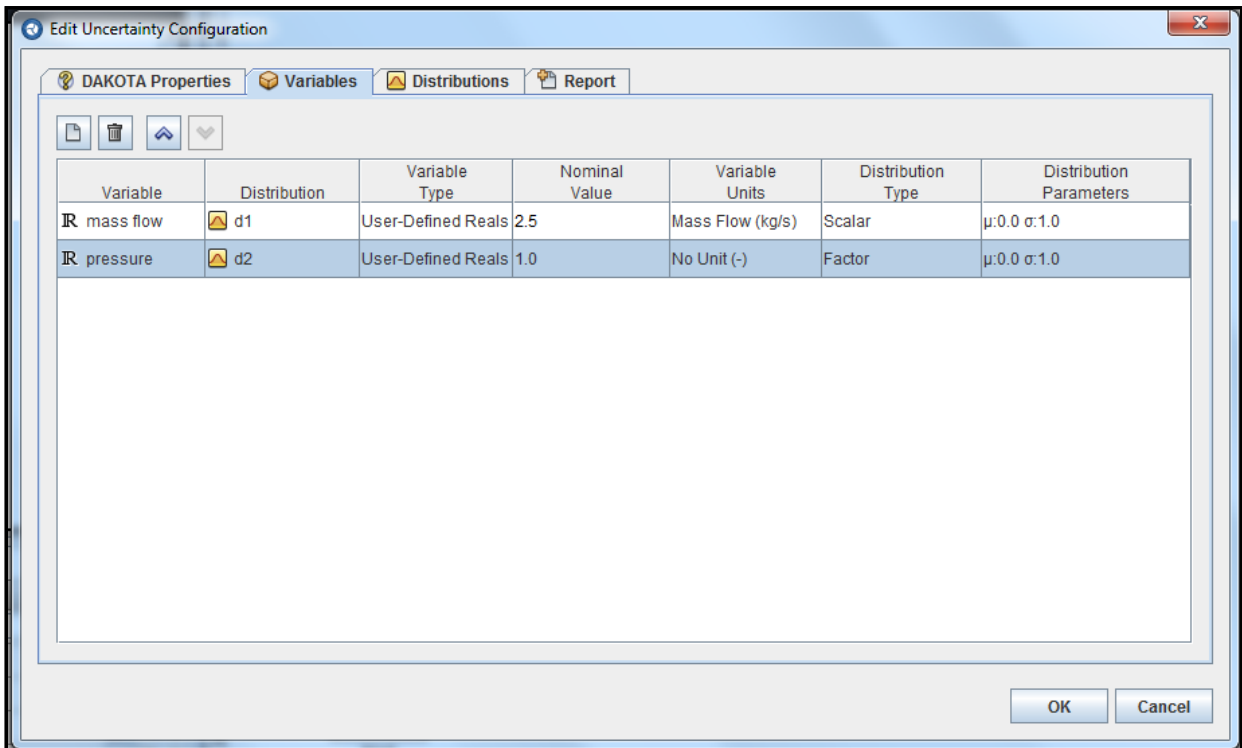 Edit Uncertainty Configuration
DAKOTA Properties Variables Distributions Report
Variable Distribution Variable Type Nominal Value Variable Units Distribution Type Distribution Parameters
ℝ mass flow d1 User-Defined Reals 2.5 Mass Flow (kg/s) Scalar μ:0.0 σ:1.0
ℝ pressure d2 User-Defined Reals 1.0 No Unit (-) Factor μ:0.0 σ:1.0
OK Cancel